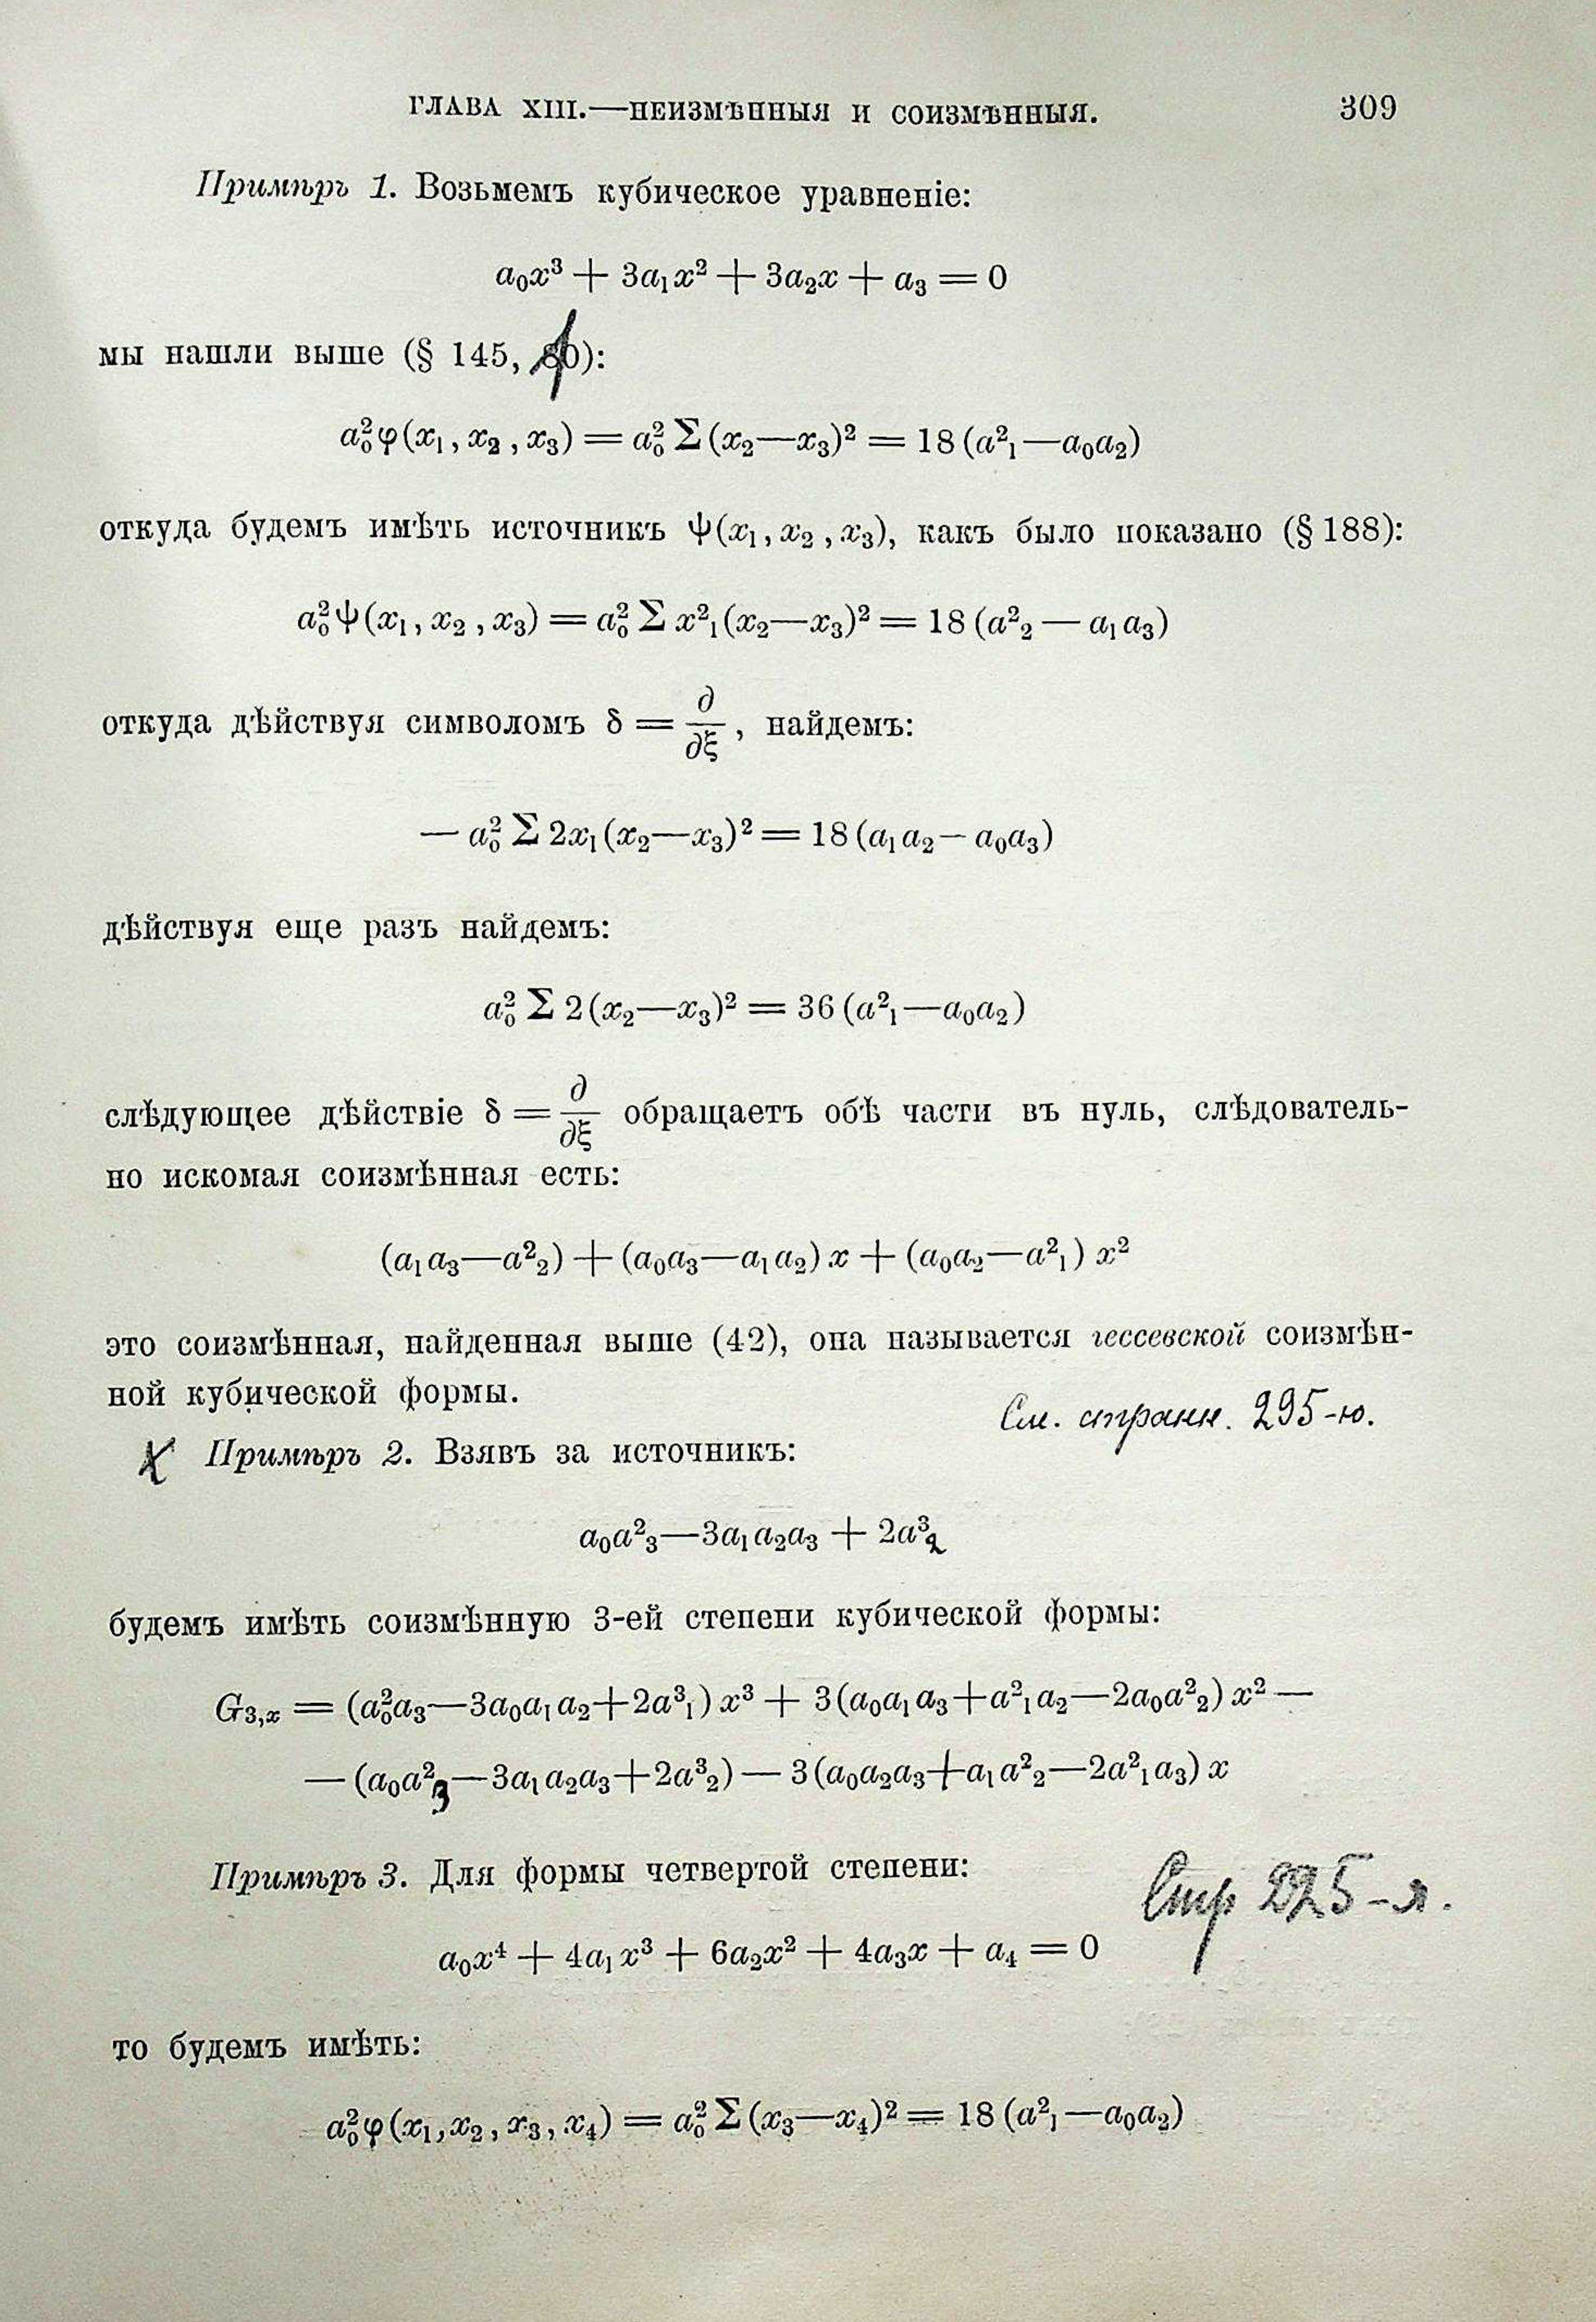 ГЛАВА XIII.—НЕИЗМѢННЫЯ И СОИЗМѢННЫЯ. 309
Примѣръ 1. Возьмемъ кубическое уравненіе:
a₀x³ + 3a₁x² + 3a₂x + a₃ = 0
мы нашли выше (§ 145, ):
a₀²φ(x₁, x₂, x₃) = a₀² Σ (x₂—x₃)² = 18 (a²₁—a₀a₂)
откуда будемъ имѣть источникъ ψ(x₁, x₂, x₃), какъ было показано (§ 188):
a₀²ψ(x₁, x₂, x₃) = a₀² Σ x²₁(x₂—x₃)² = 18 (a²₂ — a₁a₃)
откуда дѣйствуя символомъ δ = ∂/∂ξ, найдемъ:
— a₀² Σ 2x₁(x₂—x₃)² = 18 (a₁a₂ — a₀a₃)
дѣйствуя еще разъ найдемъ:
a₀² Σ 2(x₂—x₃)² = 36 (a²₁—a₀a₂)
слѣдующее дѣйствіе δ = ∂/∂ξ обращаетъ обѣ части въ нуль, слѣдователь-
но искомая соизмѣнная есть:
(a₁a₃—a²₂) + (a₀a₃—a₁a₂) x + (a₀a₂—a²₁) x²
это соизмѣнная, найденная выше (42), она называется гессевской соизмѣн-
ной кубической формы.
См. странн. 295-ю.
Примѣръ 2. Взявъ за источникъ:
a₀a²₃—3a₁a₂a₃ + 2a³₂
будемъ имѣть соизмѣнную 3-ей степени кубической формы:
G₃,ₓ = (a₀²a₃—3a₀a₁a₂+2a³₁) x³ + 3(a₀a₁a₃+a²₁a₂—2a₀a²₂) x² —
— (a₀a²₃—3a₁a₂a₃+2a³₂) — 3(a₀a₂a₃+a₁a²₂—2a²₁a₃) x
Примѣръ 3. Для формы четвертой степени:
Стр 225-я.
a₀x⁴ + 4a₁x³ + 6a₂x² + 4a₃x + a₄ = 0
то будемъ имѣть:
a₀²φ(x₁, x₂, x₃, x₄) = a₀² Σ (x₃—x₄)² = 18 (a²₁—a₀a₂)